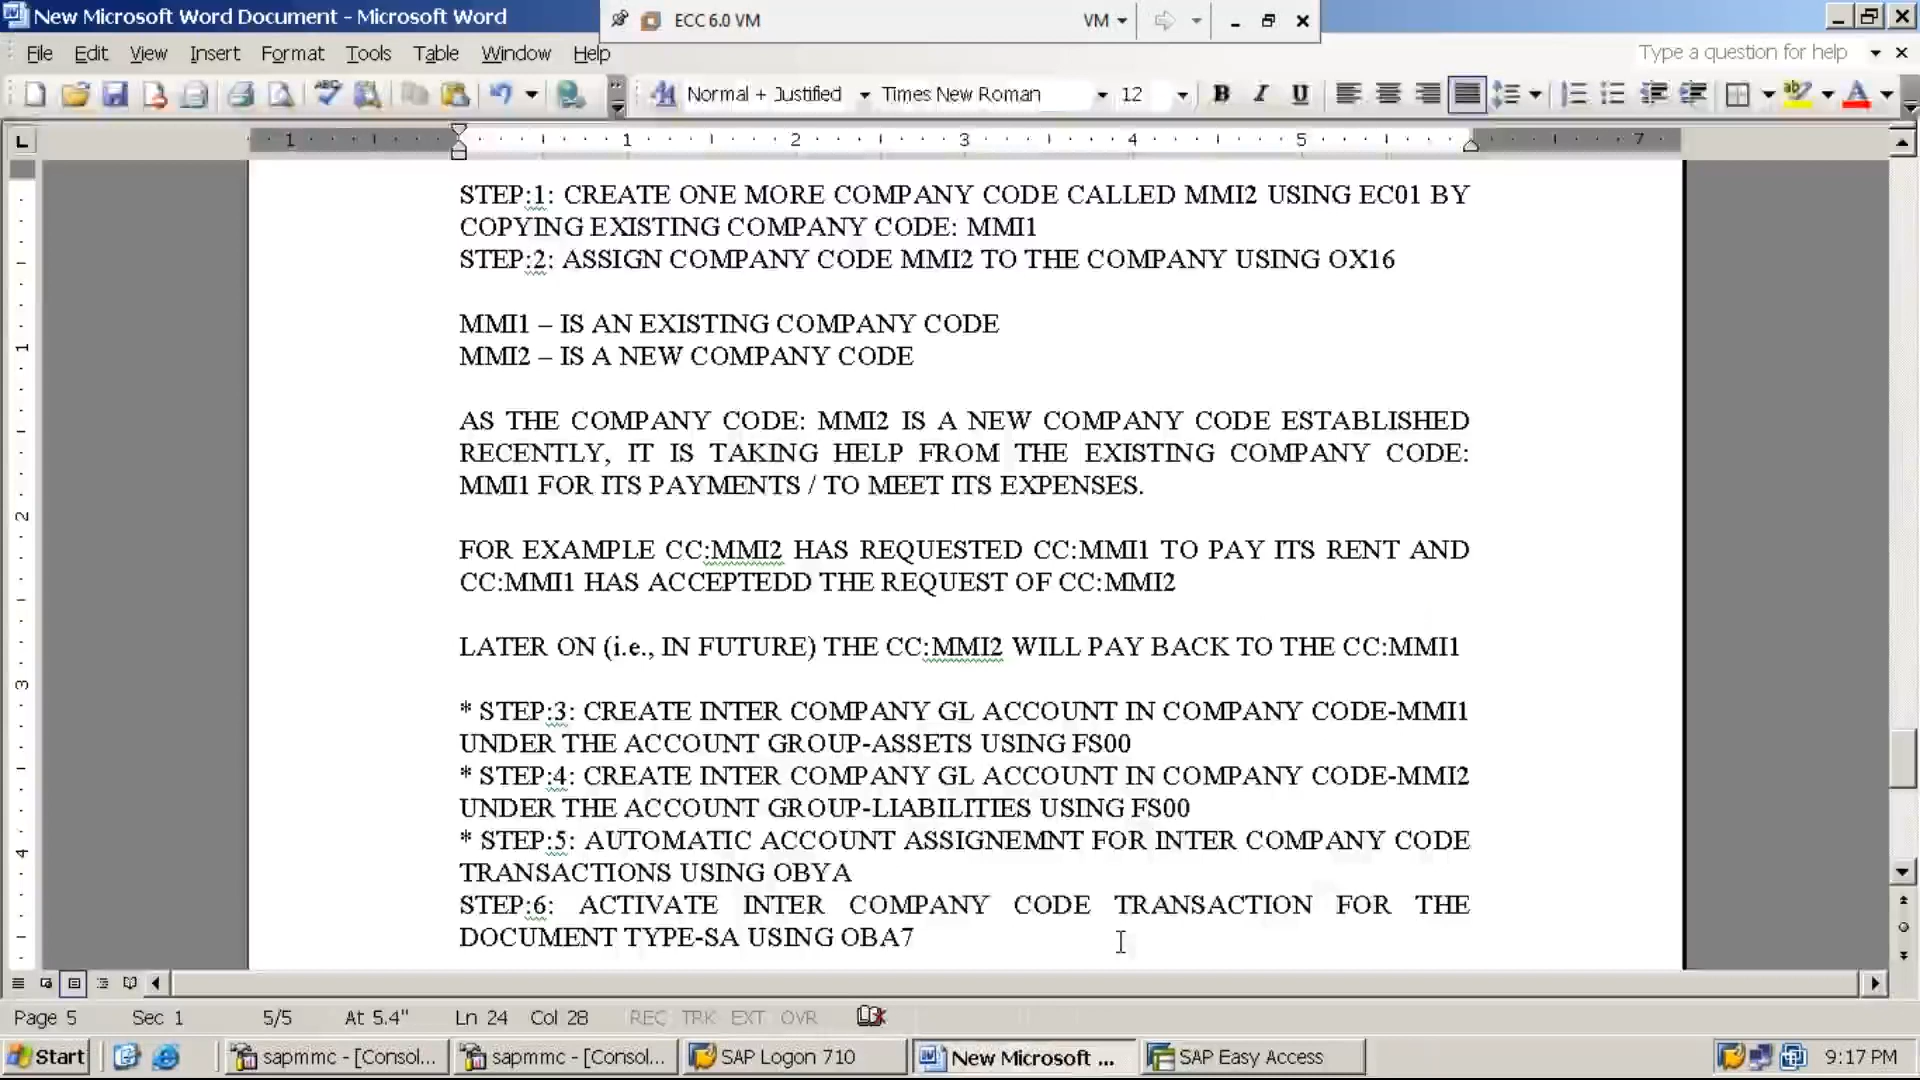 New Microsoft Word Document - Microsoft Word
ECC 6.0 VM
VM
File Edit View Insert Format Tools Table Window Help
Type a question for help
Normal + Justified Times New Roman 12 B I U
1 1 2 3 4 5 7
STEP:1: CREATE ONE MORE COMPANY CODE CALLED MMI2 USING EC01 BY
COPYING EXISTING COMPANY CODE: MMI1
STEP:2: ASSIGN COMPANY CODE MMI2 TO THE COMPANY USING OX16
MMI1 – IS AN EXISTING COMPANY CODE
MMI2 – IS A NEW COMPANY CODE
AS THE COMPANY CODE: MMI2 IS A NEW COMPANY CODE ESTABLISHED
RECENTLY, IT IS TAKING HELP FROM THE EXISTING COMPANY CODE:
MMI1 FOR ITS PAYMENTS / TO MEET ITS EXPENSES.
FOR EXAMPLE CC:MMI2 HAS REQUESTED CC:MMI1 TO PAY ITS RENT AND
CC:MMI1 HAS ACCEPTEDD THE REQUEST OF CC:MMI2
LATER ON (i.e., IN FUTURE) THE CC:MMI2 WILL PAY BACK TO THE CC:MMI1
* STEP:3: CREATE INTER COMPANY GL ACCOUNT IN COMPANY CODE-MMI1
UNDER THE ACCOUNT GROUP-ASSETS USING FS00
* STEP:4: CREATE INTER COMPANY GL ACCOUNT IN COMPANY CODE-MMI2
UNDER THE ACCOUNT GROUP-LIABILITIES USING FS00
* STEP:5: AUTOMATIC ACCOUNT ASSIGNEMNT FOR INTER COMPANY CODE
TRANSACTIONS USING OBYA
STEP:6: ACTIVATE INTER COMPANY CODE TRANSACTION FOR THE
DOCUMENT TYPE-SA USING OBA7
1
2
3
4
Page 5 Sec 1 5/5 At 5.4" Ln 24 Col 28 REC TRK EXT OVR
Start sapmmc - [Consol... sapmmc - [Consol... SAP Logon 710 New Microsoft ... SAP Easy Access 9:17 PM